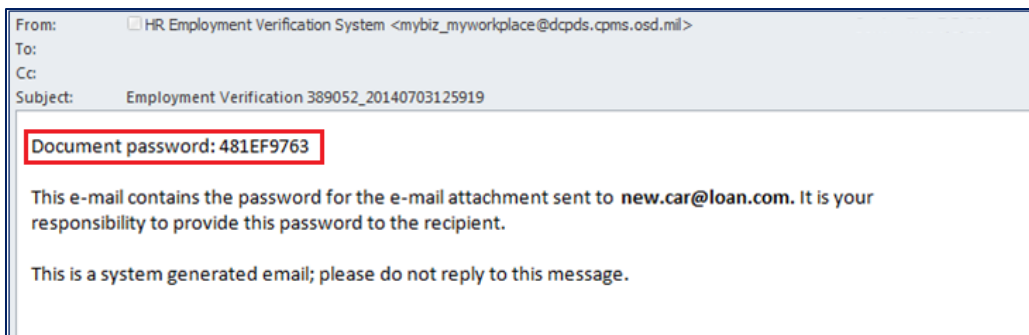 From: HR Employment Verification System <mybiz_myworkplace@dcpds.cpms.osd.mil>
To:
Cc:
Subject: Employment Verification 389052_20140703125919
Document password: 481EF9763
This e-mail contains the password for the e-mail attachment sent to new.car@loan.com. It is your
responsibility to provide this password to the recipient.
This is a system generated email; please do not reply to this message.